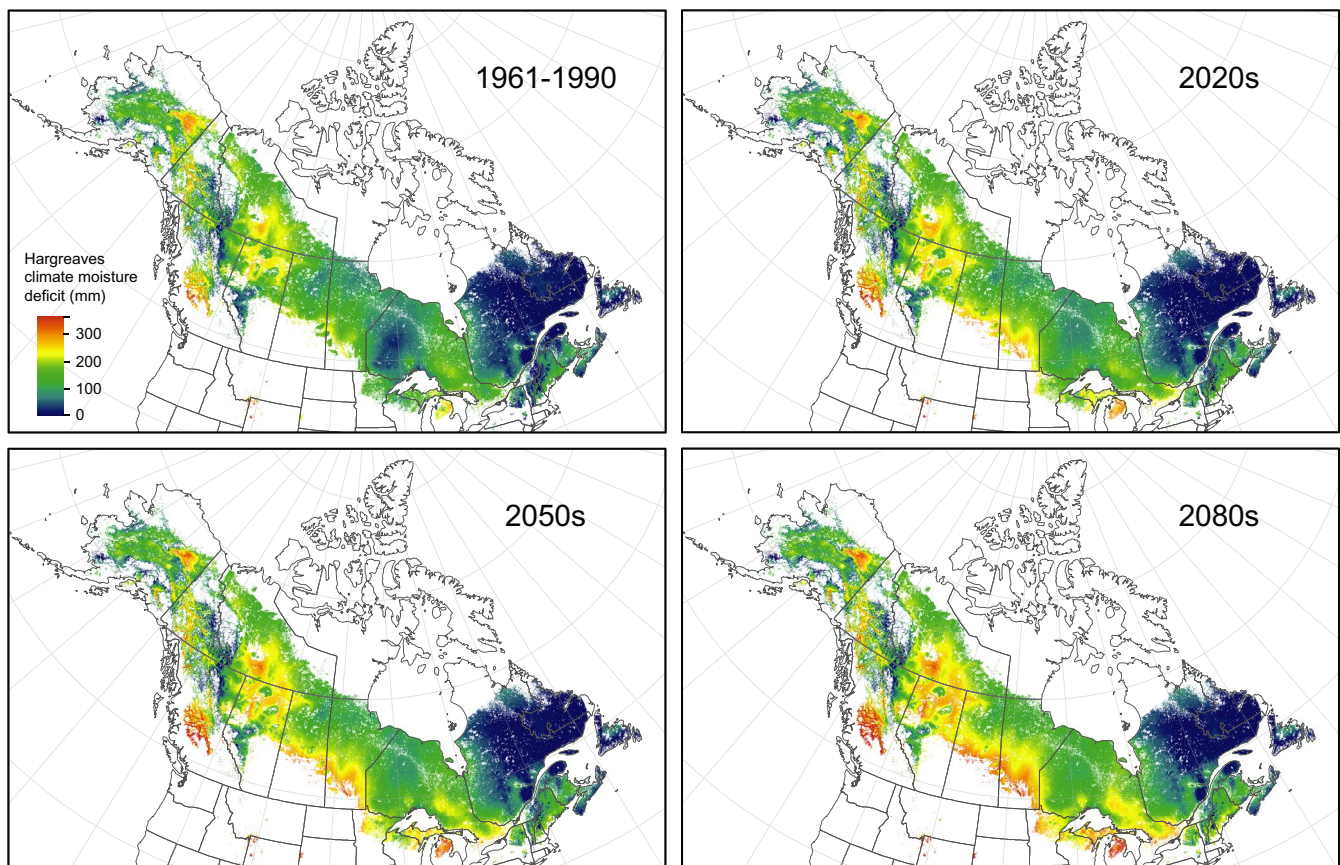 1961-1990
2020s
Hargreaves
climate moisture
deficit (mm)
300
200
100
0
2050s
2080s